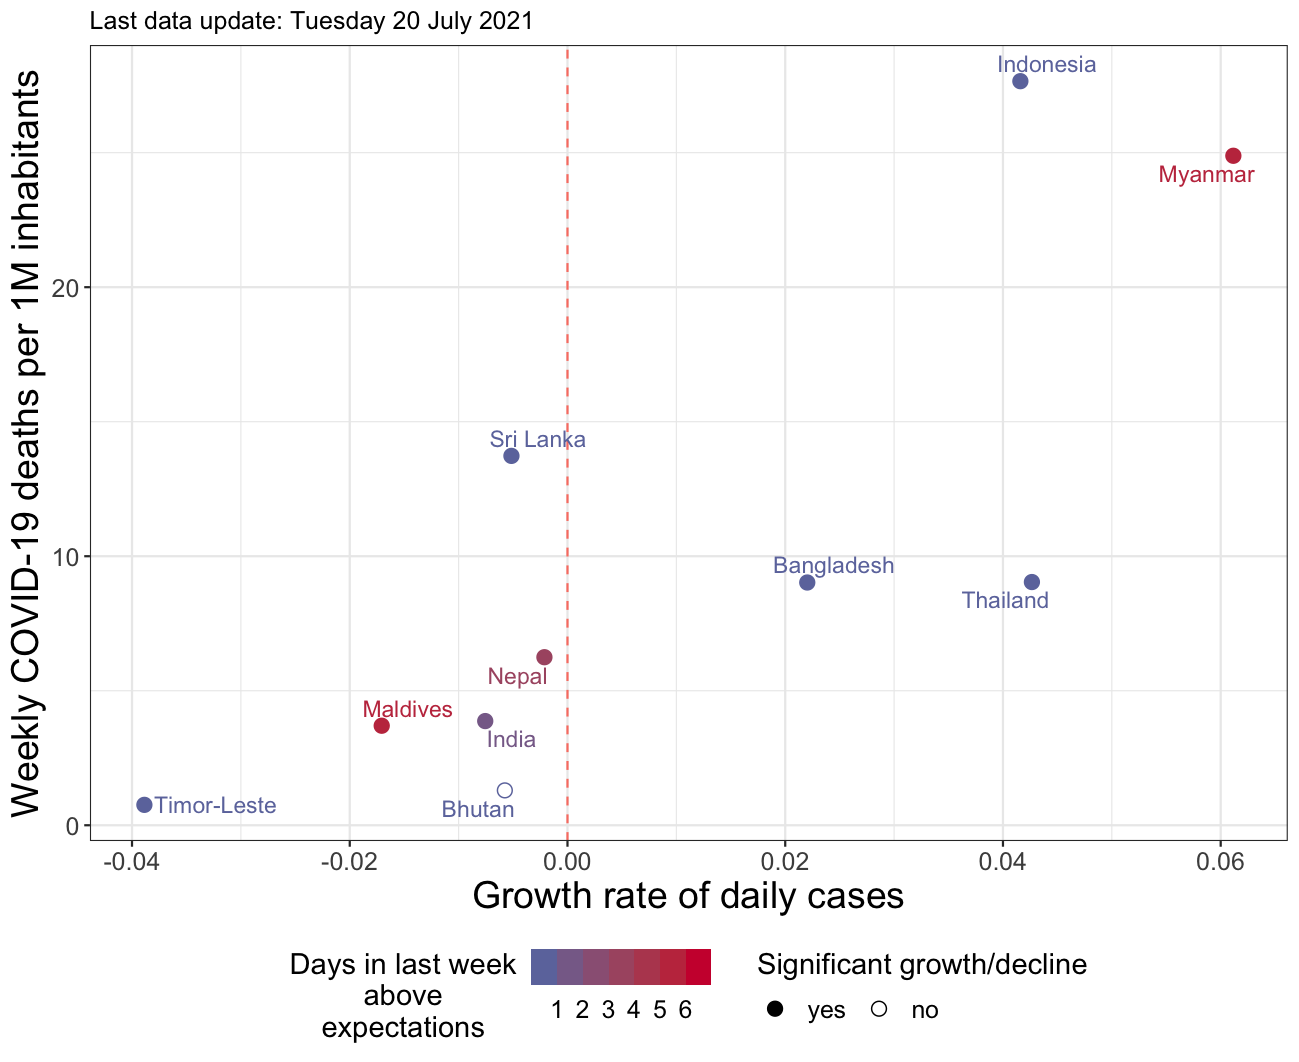 Last data update: Tuesday 20 July 2021
Weekly COVID-19 deaths per 1M inhabitants
Indonesia
Myanmar
20
Sri Lanka
10
Bangladesh
Thailand
Nepal
Maldives
India
Timor-Leste
Bhutan
0
-0.04 -0.02 0.00 0.02 0.04 0.06
Growth rate of daily cases
Days in last week
above
expectations
1 2 3 4 5 6
Significant growth/decline
yes no